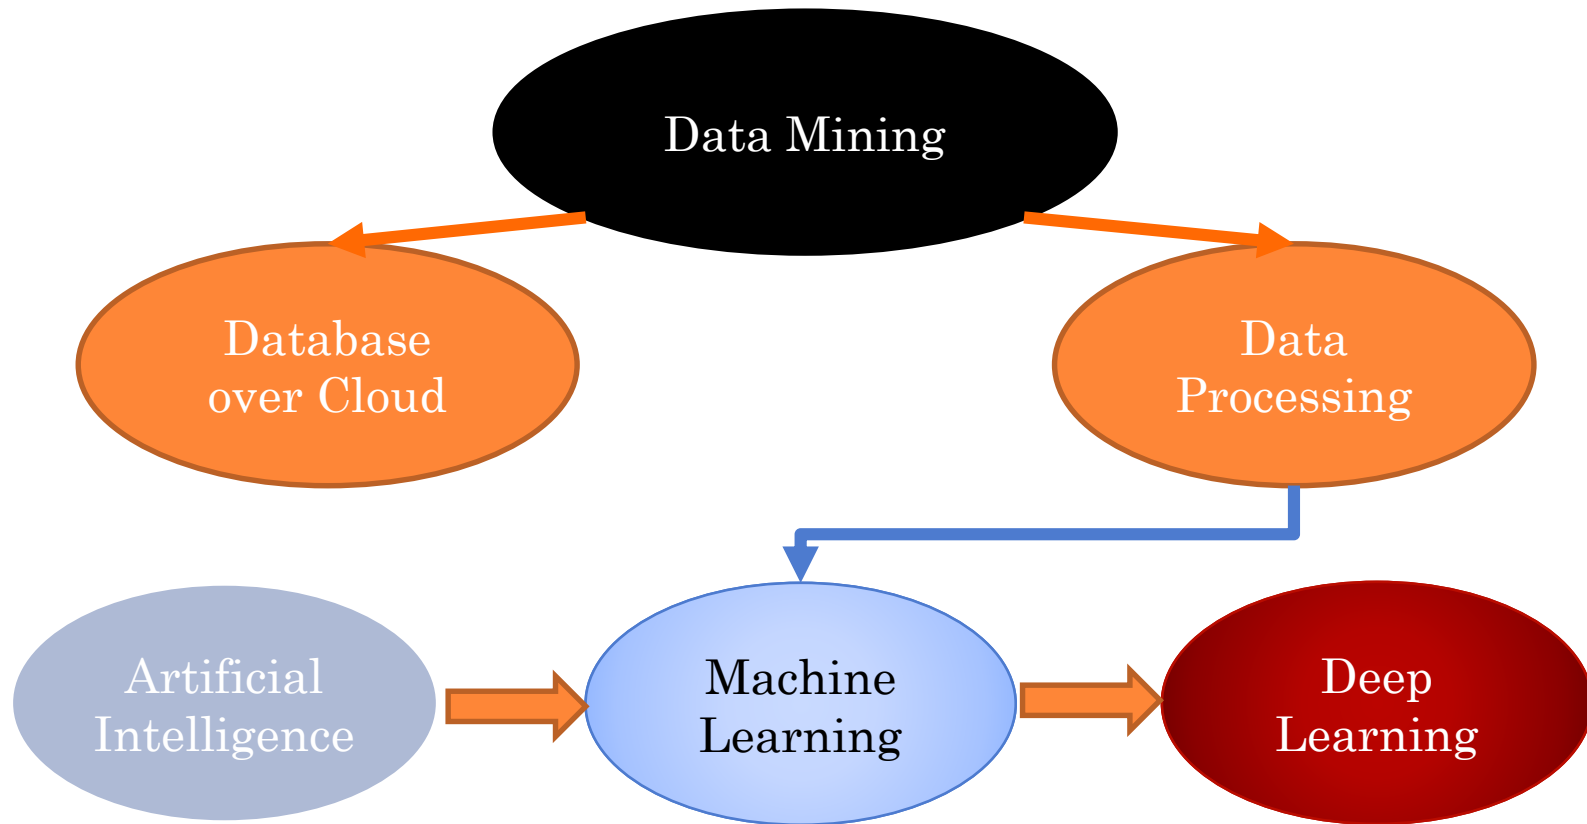 Data Mining
Database
over Cloud
Data
Processing
Artificial
Intelligence
Machine
Learning
Deep
Learning